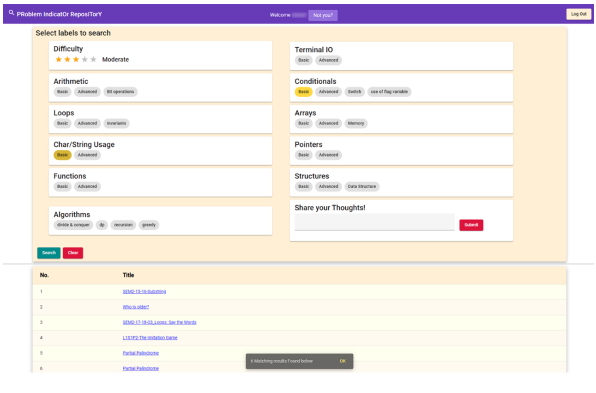 PRoblem IndicatOr ReposITorY
Welcome
Not you?
Log Out
Select labels to search
Difficulty
Moderate
Terminal IO
Basic Advanced
Arithmetic
Basic Advanced Bit operations
Conditionals
Basic Advanced Switch use of flag variable
Loops
Basic Advanced Invariants
Arrays
Basic Advanced Memory
Char/String Usage
Basic Advanced
Pointers
Basic Advanced
Functions
Basic Advanced
Structures
Basic Advanced Data Structure
Algorithms
divide & conquer dp recursion greedy
Share your Thoughts!
Submit
Search Clear
No. Title
1 SEM2-15-16-Substring
2 Who is older?
3 SEM2-17-18-03_Loops: Say the Words
4 L101P2-The Imitation Game
5 Partial Palindrome
6 Partial Palindrome
6 Matching results Found below OK